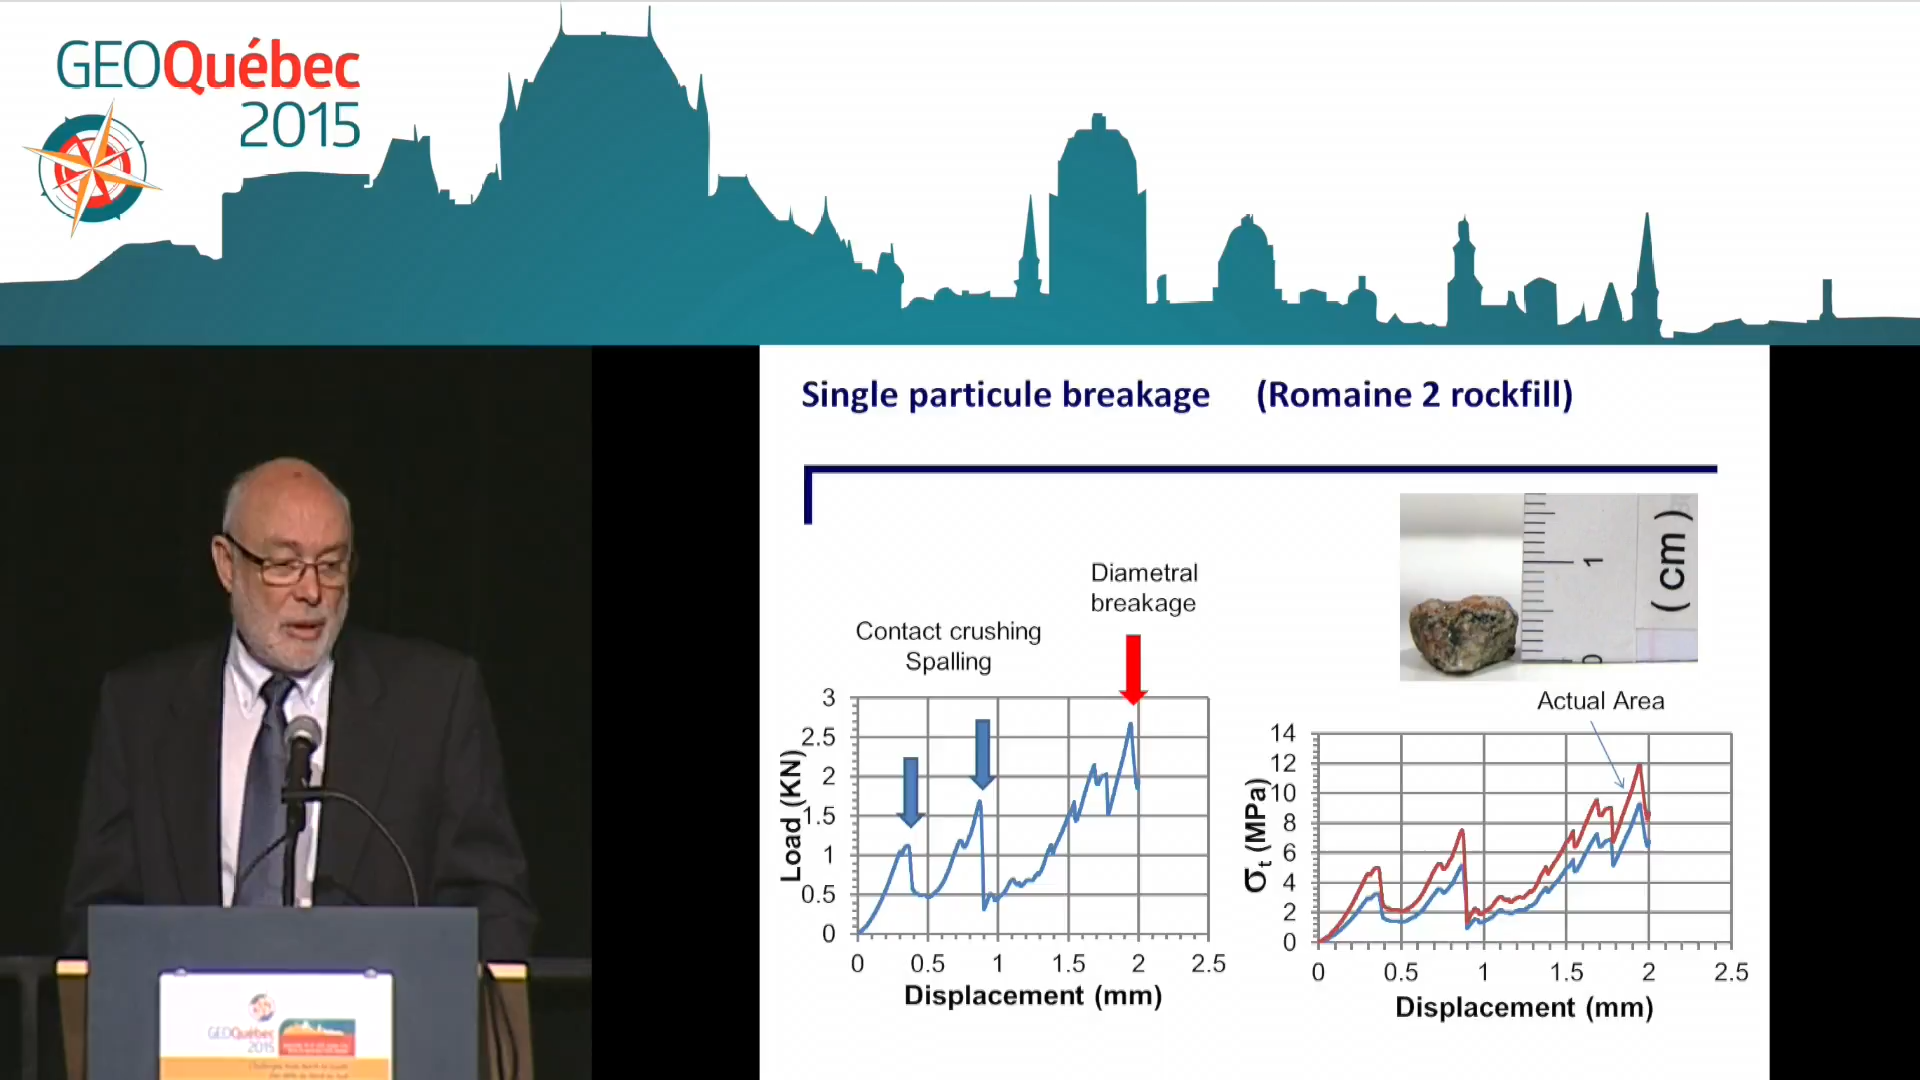 GEOQuébec
2015
Single particule breakage (Romaine 2 rockfill)
Diametral
breakage
Contact crushing
Spalling
1
0
( cm )
Actual Area
3
2.5
2
1.5
1
0.5
0
Load (KN)
0 0.5 1 1.5 2 2.5
Displacement (mm)
14
12
10
8
6
4
2
0
σt (MPa)
0 0.5 1 1.5 2 2.5
Displacement (mm)
GEOQuébec
2015